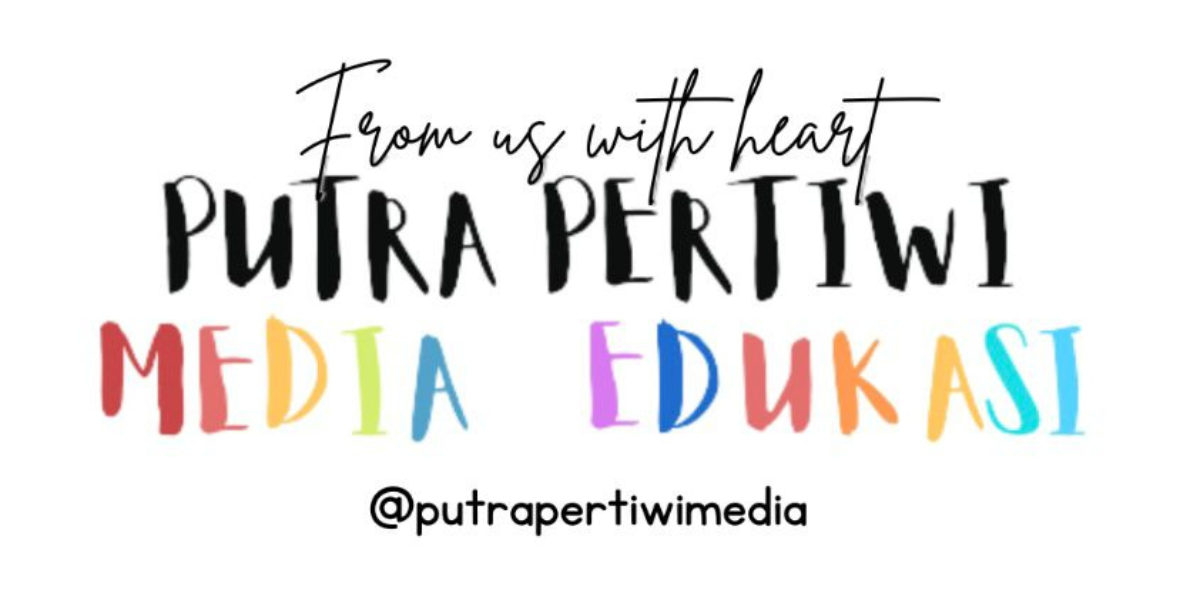 From us with heart
PUTRA PERTIWI
MEDIA EDUKASI
@putrapertiwimedia